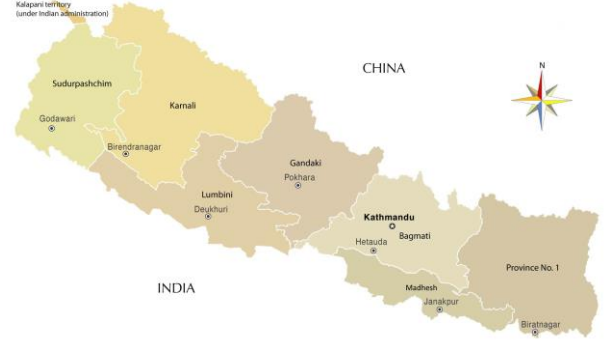 Kalapani territory
(under Indian administration)
N
CHINA
Sudurpashchim
Karnali
Godawari
Birendranagar
Gandaki
Pokhara
Lumbini
Deukhuri
Kathmandu
Bagmati
Hetauda
Province No. 1
INDIA
Madhesh
Janakpur
Biratnagar